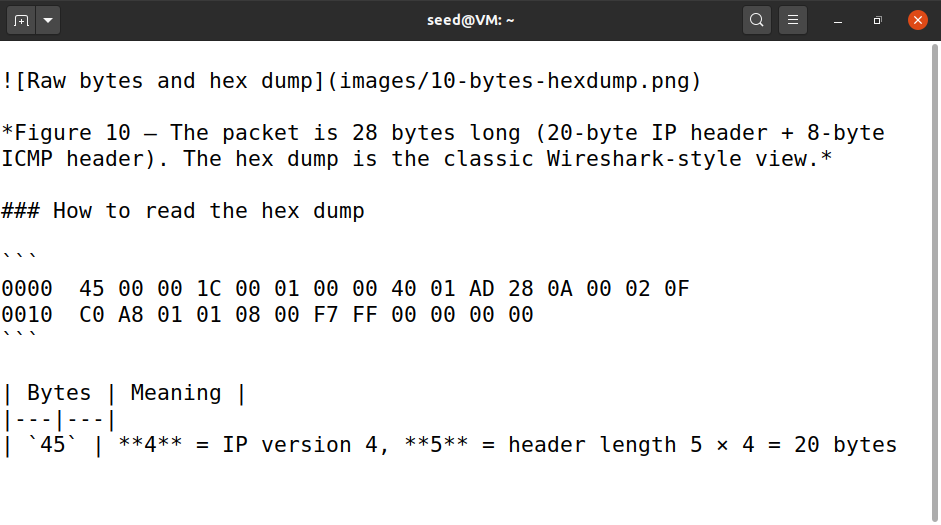 seed@VM: ~
![Raw bytes and hex dump](images/10-bytes-hexdump.png)
*Figure 10 — The packet is 28 bytes long (20-byte IP header + 8-byte
ICMP header). The hex dump is the classic Wireshark-style view.*
### How to read the hex dump
```
0000  45 00 00 1C 00 01 00 00 40 01 AD 28 0A 00 02 0F
0010  C0 A8 01 01 08 00 F7 FF 00 00 00 00
```
| Bytes | Meaning |
|---|---|
| `45` | **4** = IP version 4, **5** = header length 5 × 4 = 20 bytes